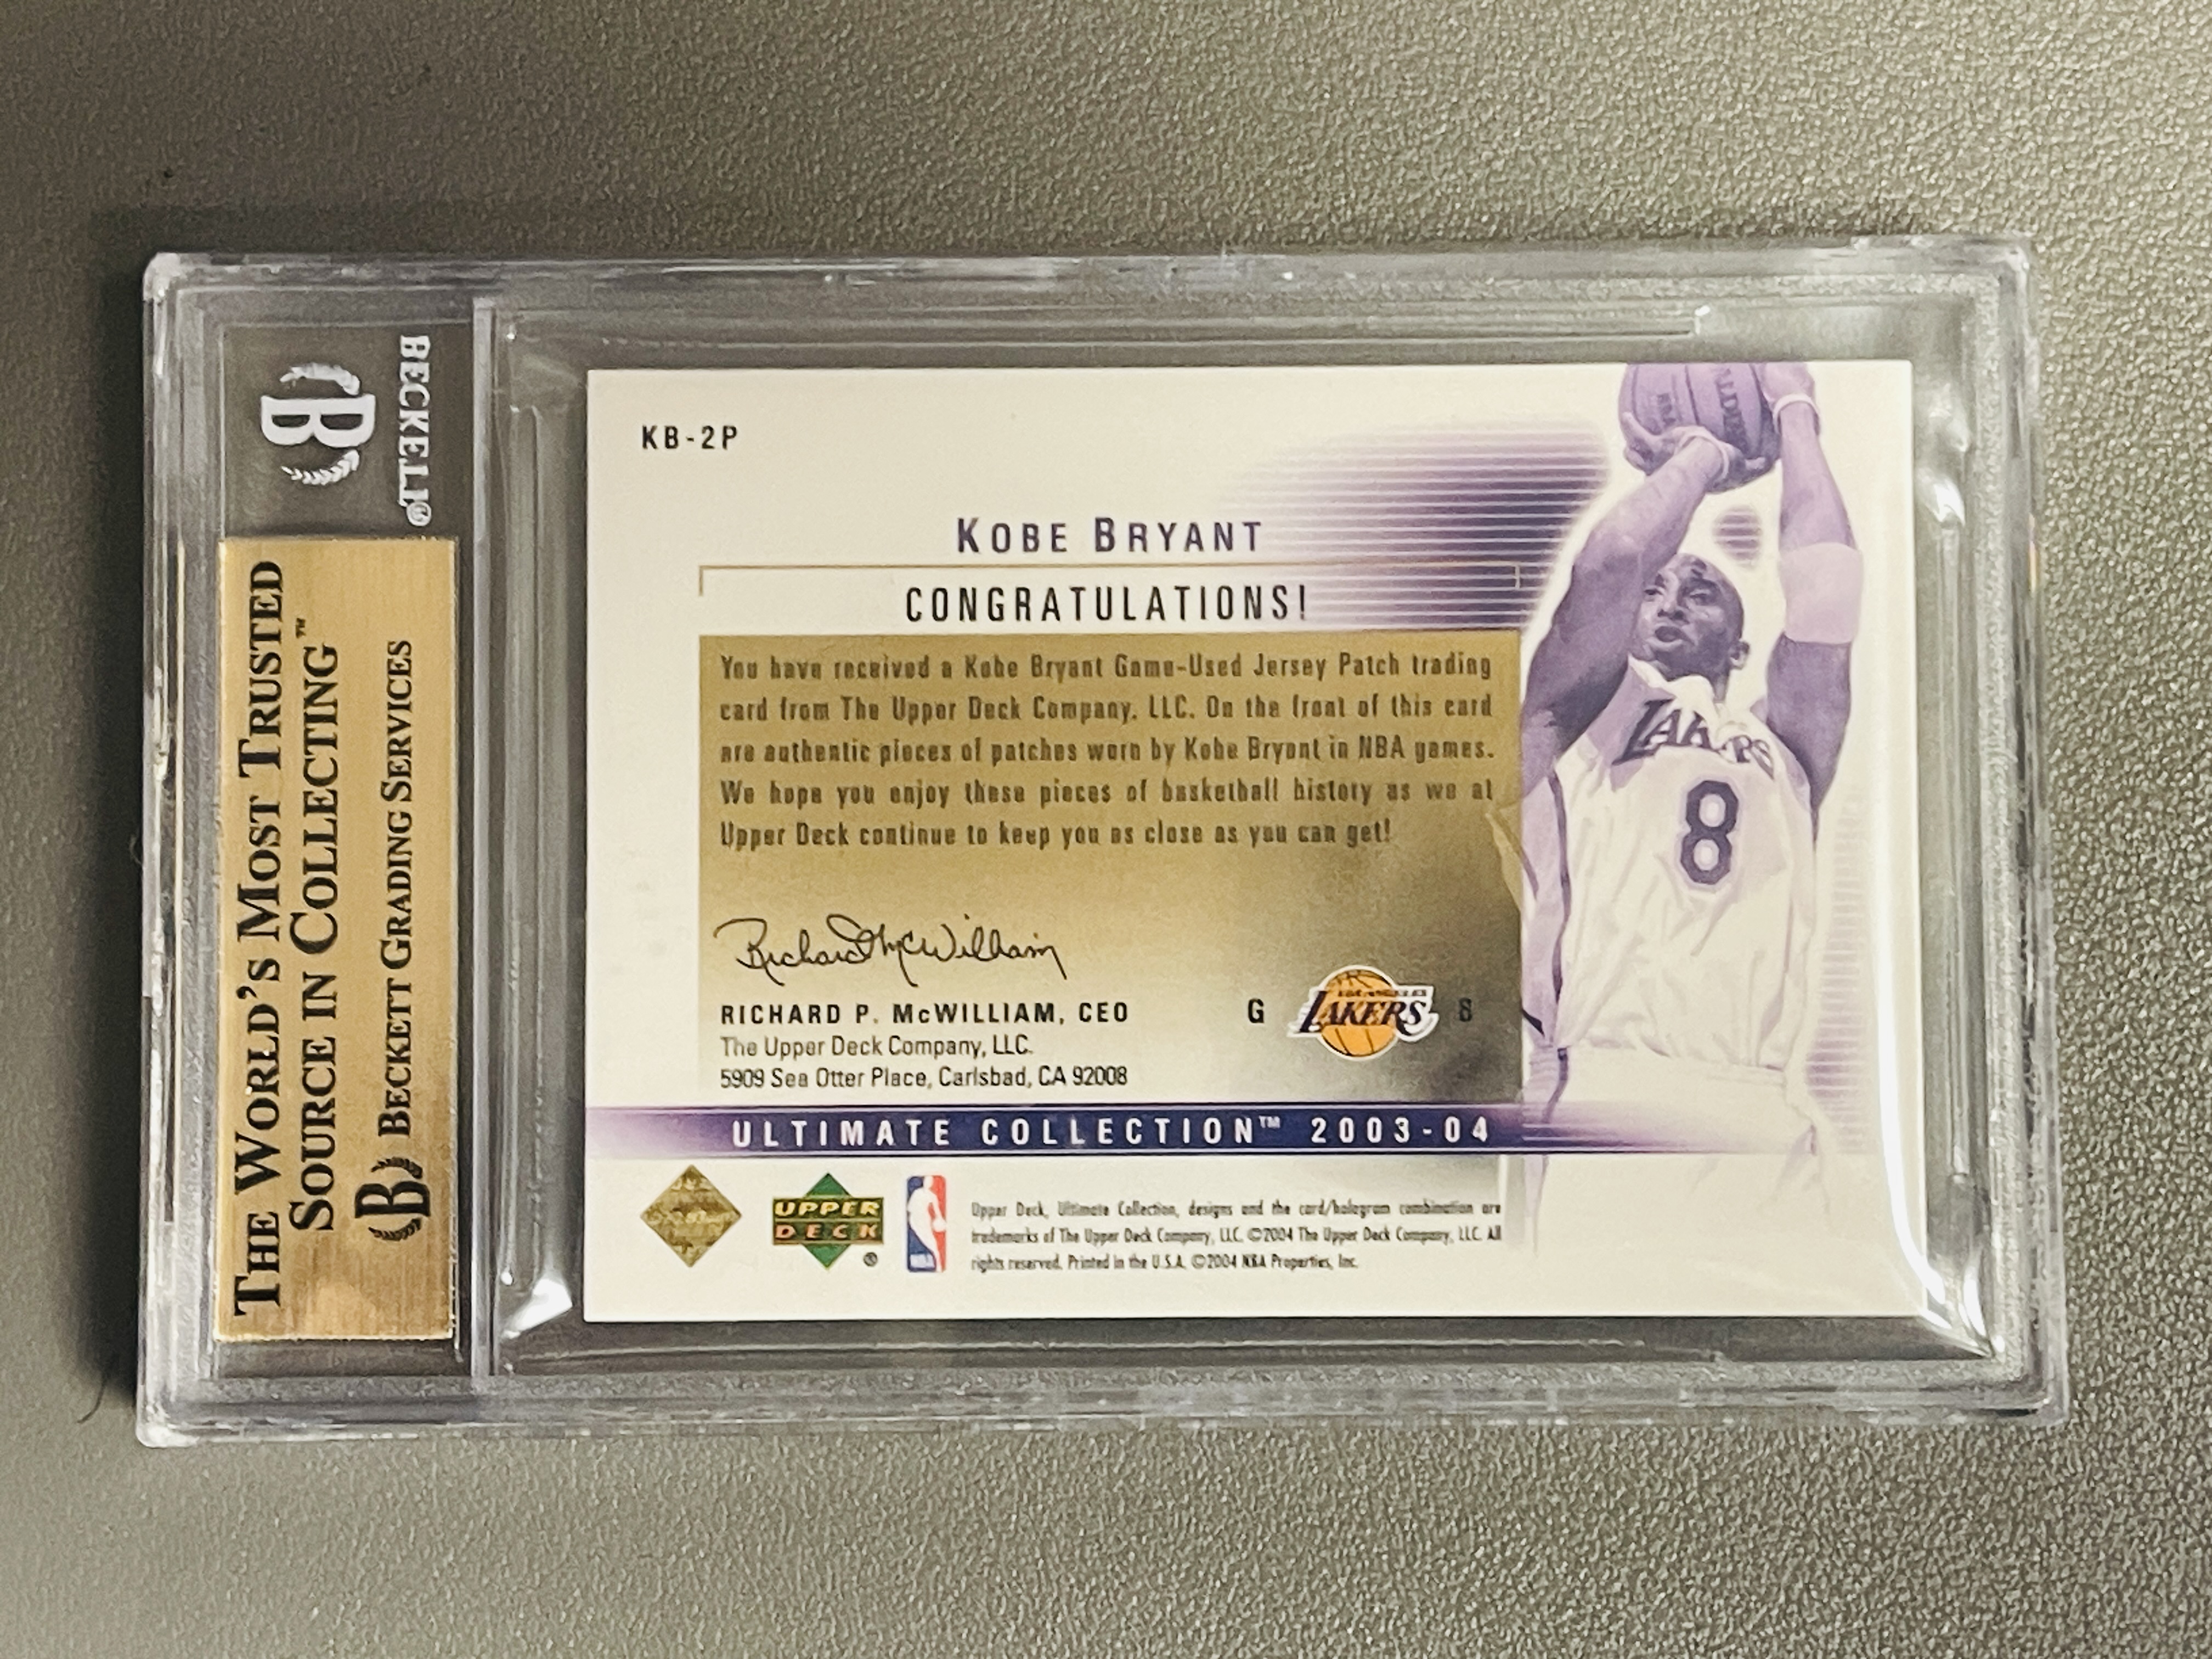 BECKETT®
THE WORLD'S MOST TRUSTED
SOURCE IN COLLECTING™
B BECKETT GRADING SERVICES
KB-2P
KOBE BRYANT
CONGRATULATIONS!
You have received a Kobe Bryant Game-Used Jersey Patch trading
card from The Upper Deck Company, LLC. On the front of this card
are authentic pieces of patches worn by Kobe Bryant in NBA games.
We hope you enjoy these pieces of basketball history as we at
Upper Deck continue to keep you as close as you can get!
Richard McWilliam
RICHARD P. McWILLIAM, CEO
The Upper Deck Company, LLC.
5909 Sea Otter Place, Carlsbad, CA 92008
G LOS ANGELES LAKERS 8
LAKERS
8
ULTIMATE COLLECTION™ 2003-04
UPPER
DECK
®
NBA
Upper Deck, Ultimate Collection, designs and the card/hologram combination are
trademarks of The Upper Deck Company, LLC. ©2004 The Upper Deck Company, LLC. All
rights reserved. Printed in the U.S.A. ©2004 NBA Properties, Inc.